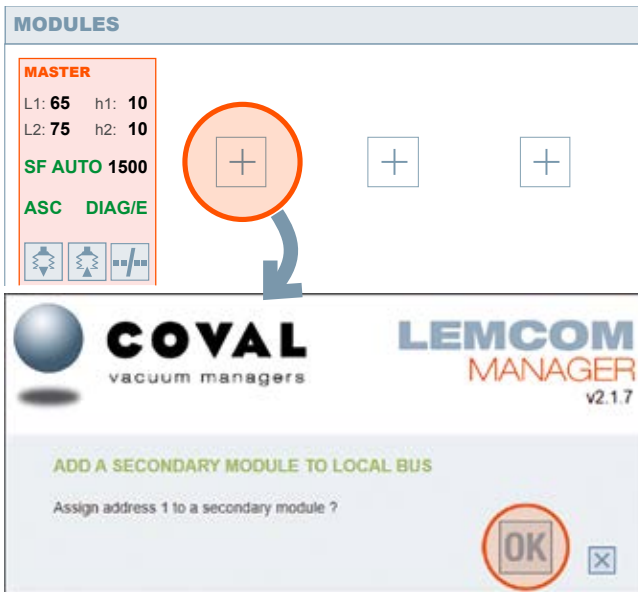 MODULES
MASTER
L1: 65 h1: 10
L2: 75 h2: 10
SF AUTO 1500
ASC DIAG/E
COVAL
vacuum managers
LEMCOM
MANAGER
v2.1.7
ADD A SECONDARY MODULE TO LOCAL BUS
Assign address 1 to a secondary module ?
OK